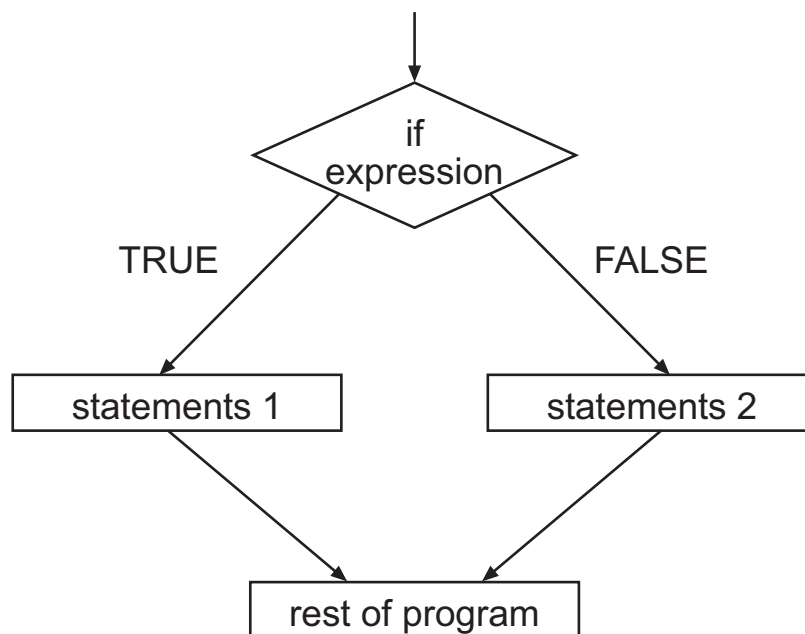 if
expression
TRUE
FALSE
statements 1
statements 2
rest of program